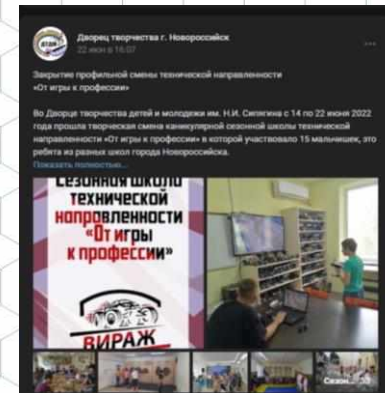 Дворец творчества г. Новороссийск
22 июн в 16:07
Закрытие профильной смены технической направленности
«От игры к профессии»
Во Дворце творчества детей и молодежи им. Н.И. Сипягина с 14 по 22 июня 2022
года прошла творческая смена каникулярной сезонной школы технической
направленности «От игры к профессии» в которой участвовало 15 мальчишек, это
ребята из разных школ города Новороссийска.
Показать полностью...
СЕЗОННАЯ ШКОЛА
ТЕХНИЧЕСКОЙ
направленности
«От игры
к профессии»
ВИРАЖ